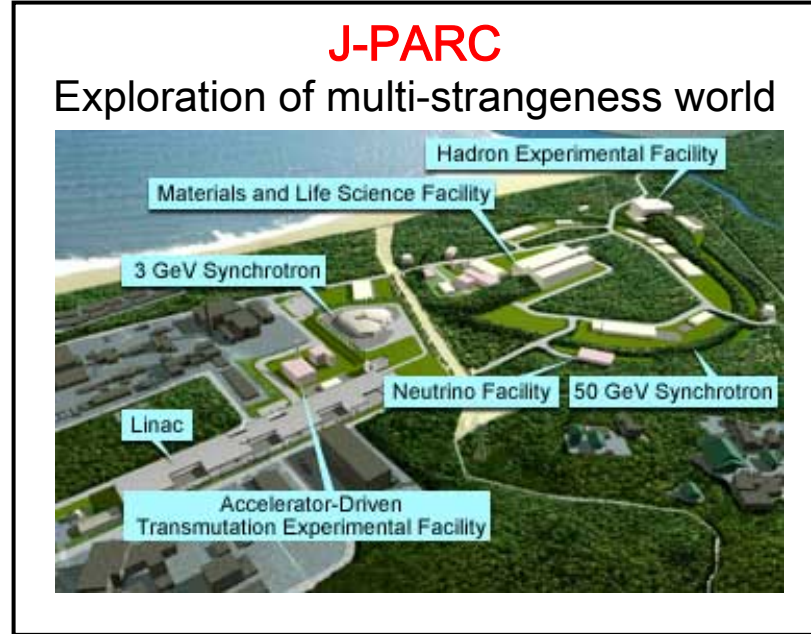 J-PARC
Exploration of multi-strangeness world
Hadron Experimental Facility
Materials and Life Science Facility
3 GeV Synchrotron
Neutrino Facility
50 GeV Synchrotron
Linac
Accelerator-Driven
Transmutation Experimental Facility